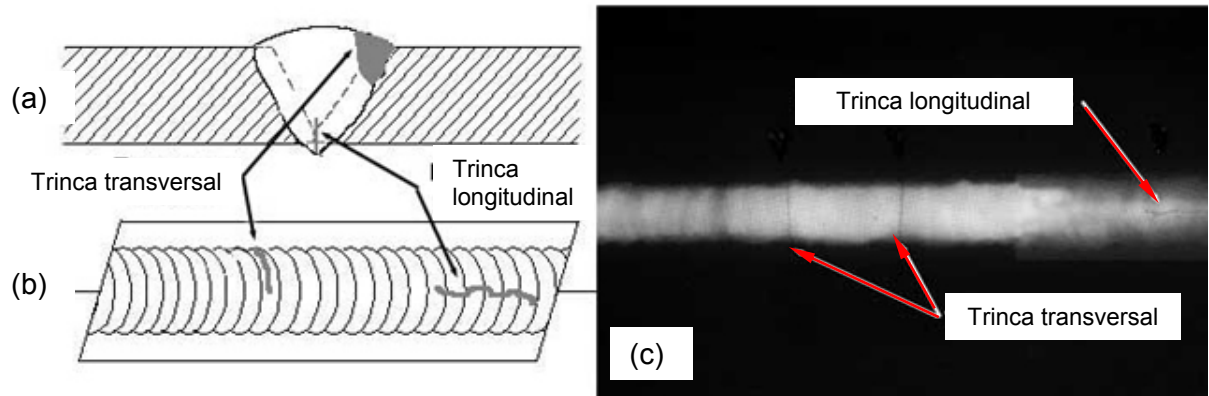 (a)
Trinca transversal
Trinca
longitudinal
(b)
Trinca longitudinal
Trinca transversal
(c)